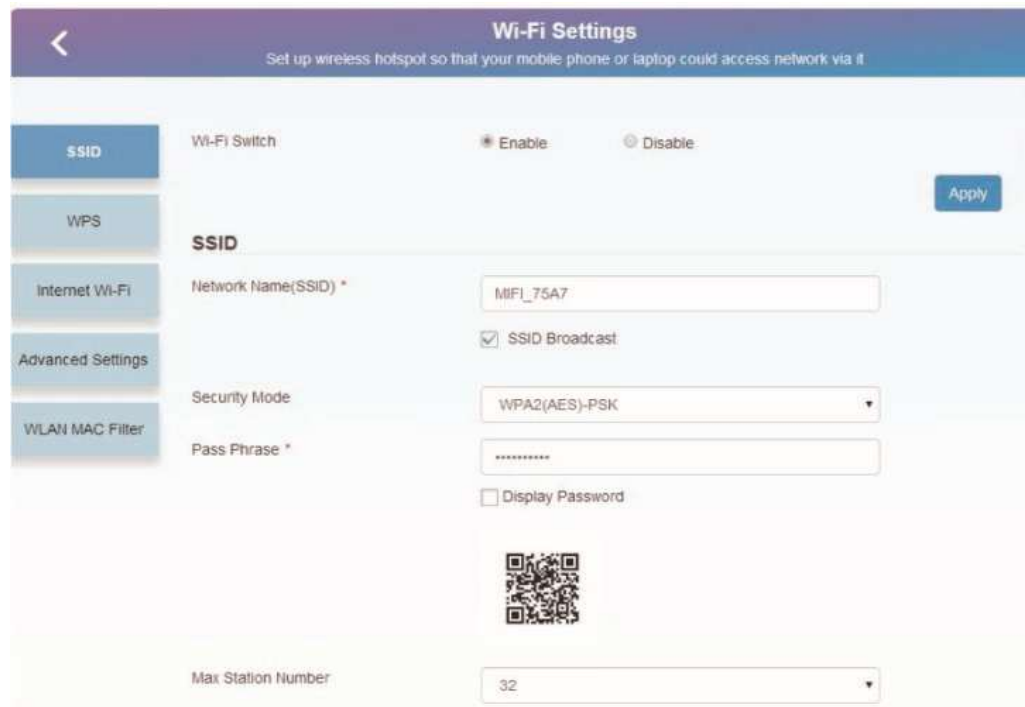 Wi-Fi Settings
Set up wireless hotspot so that your mobile phone or laptop could access network via it
SSID
WPS
Internet Wi-Fi
Advanced Settings
WLAN MAC Filter
Wi-Fi Switch
Enable Disable
Apply
SSID
Network Name(SSID) * MIFI_75A7
SSID Broadcast
Security Mode WPA2(AES)-PSK
Pass Phrase * ••••••••••
Display Password
Max Station Number 32